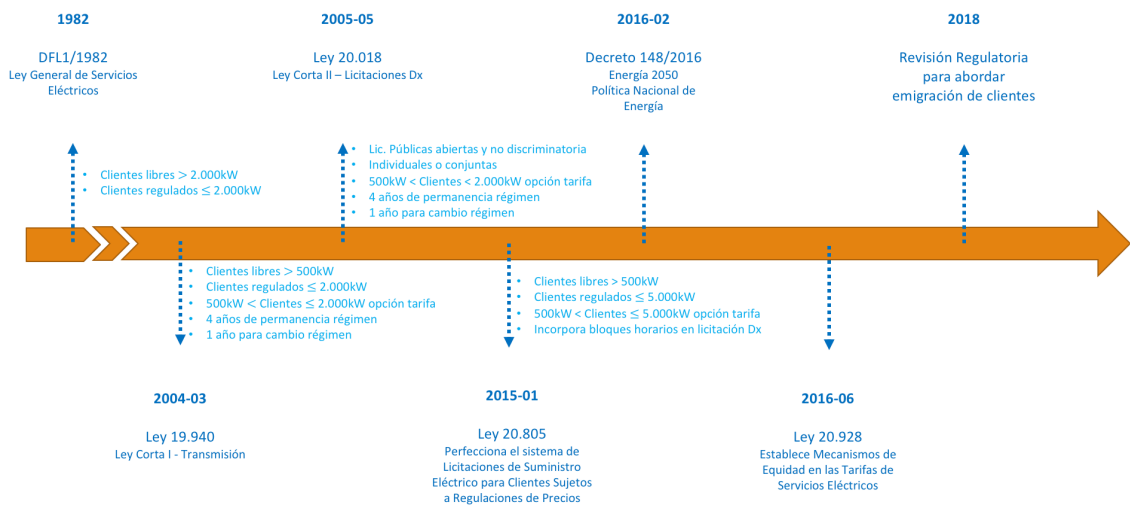 1982
DFL1/1982
Ley General de Servicios
Eléctricos
2005-05
Ley 20.018
Ley Corta II – Licitaciones Dx
2016-02
Decreto 148/2016
Energía 2050
Política Nacional de
Energía
2018
Revisión Regulatoria
para abordar
emigración de clientes
• Clientes libres > 2.000kW
• Clientes regulados ≤ 2.000kW
• Lic. Públicas abiertas y no discriminatoria
• Individuales o conjuntas
• 500kW < Clientes < 2.000kW opción tarifa
• 4 años de permanencia régimen
• 1 año para cambio régimen
• Clientes libres > 500kW
• Clientes regulados ≤ 2.000kW
• 500kW < Clientes ≤ 2.000kW opción tarifa
• 4 años de permanencia régimen
• 1 año para cambio régimen
• Clientes libres > 500kW
• Clientes regulados ≤ 5.000kW
• 500kW < Clientes ≤ 5.000kW opción tarifa
• Incorpora bloques horarios en licitación Dx
2004-03
Ley 19.940
Ley Corta I - Transmisión
2015-01
Ley 20.805
Perfecciona el sistema de
Licitaciones de Suministro
Eléctrico para Clientes Sujetos
a Regulaciones de Precios
2016-06
Ley 20.928
Establece Mecanismos de
Equidad en las Tarifas de
Servicios Eléctricos